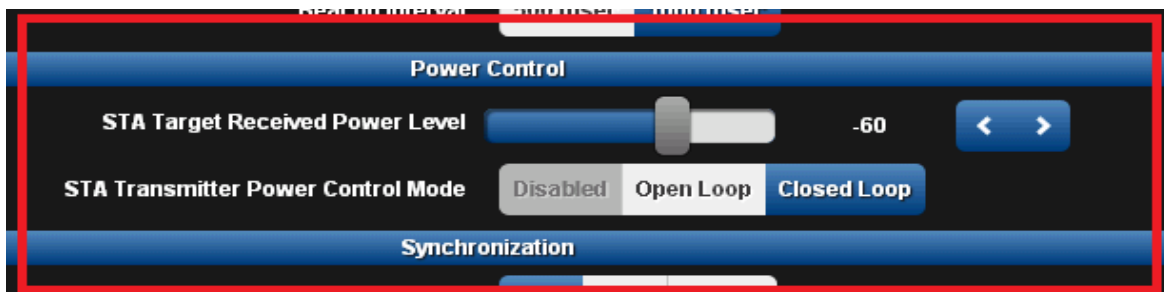 Power Control
STA Target Received Power Level -60 < >
STA Transmitter Power Control Mode Disabled Open Loop Closed Loop
Synchronization